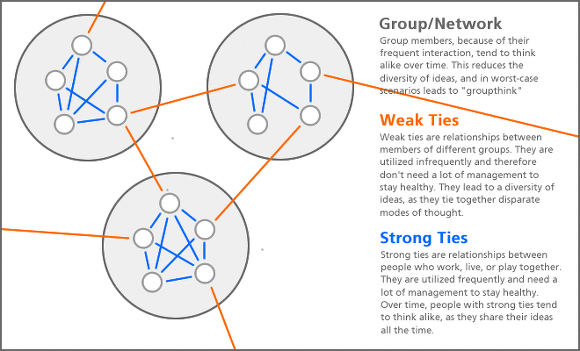 Group/Network
Group members, because of their
frequent interaction, tend to think
alike over time. This reduces the
diversity of ideas, and in worst-case
scenarios leads to "groupthink"
Weak Ties
Weak ties are relationships between
members of different groups. They are
utilized infrequently and therefore
don't need a lot of management to
stay healthy. They lead to a diversity of
ideas, as they tie together disparate
modes of thought.
Strong Ties
Strong ties are relationships between
people who work, live, or play together.
They are utilized frequently and need a
lot of management to stay healthy.
Over time, people with strong ties tend
to think alike, as they share their ideas
all the time.